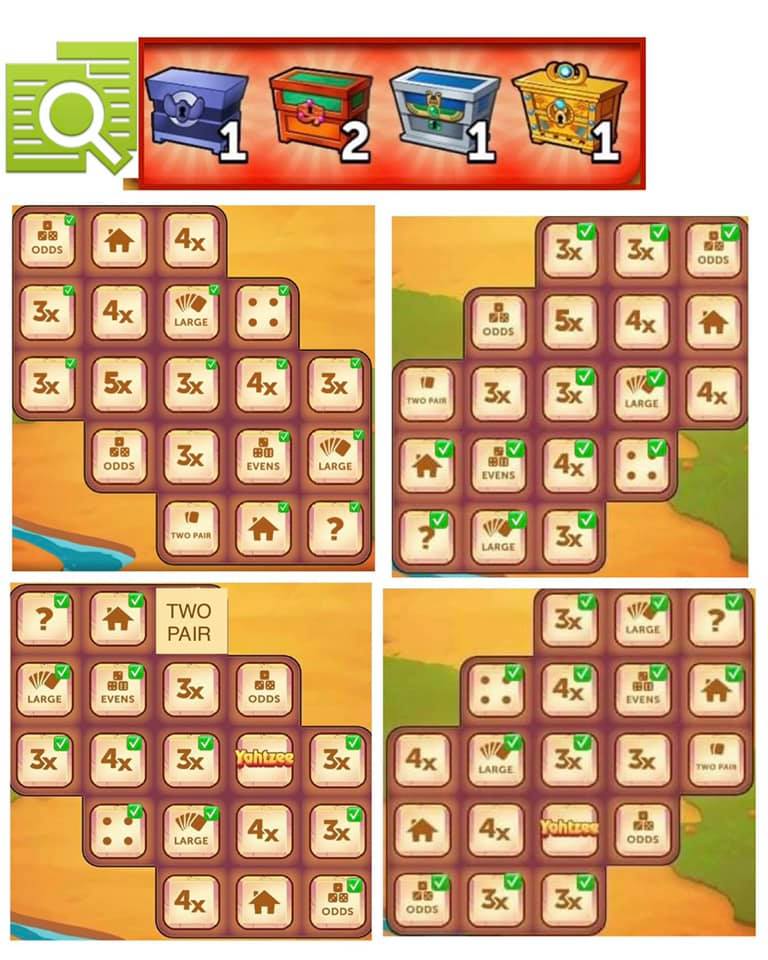 1 2 1 1
ODDS 4x
3x 4x LARGE
3x 5x 3x 4x 3x
ODDS 3x EVENS LARGE
TWO PAIR ?
3x 3x ODDS
ODDS 5x 4x
TWO PAIR 3x 3x LARGE 4x
EVENS 4x
? LARGE 3x
? TWO
PAIR
LARGE EVENS 3x ODDS
3x 4x 3x Yahtzee 3x
LARGE 4x 3x
4x ODDS
3x LARGE ?
4x EVENS
4x LARGE 3x 3x TWO PAIR
4x Yahtzee ODDS
ODDS 3x 3x